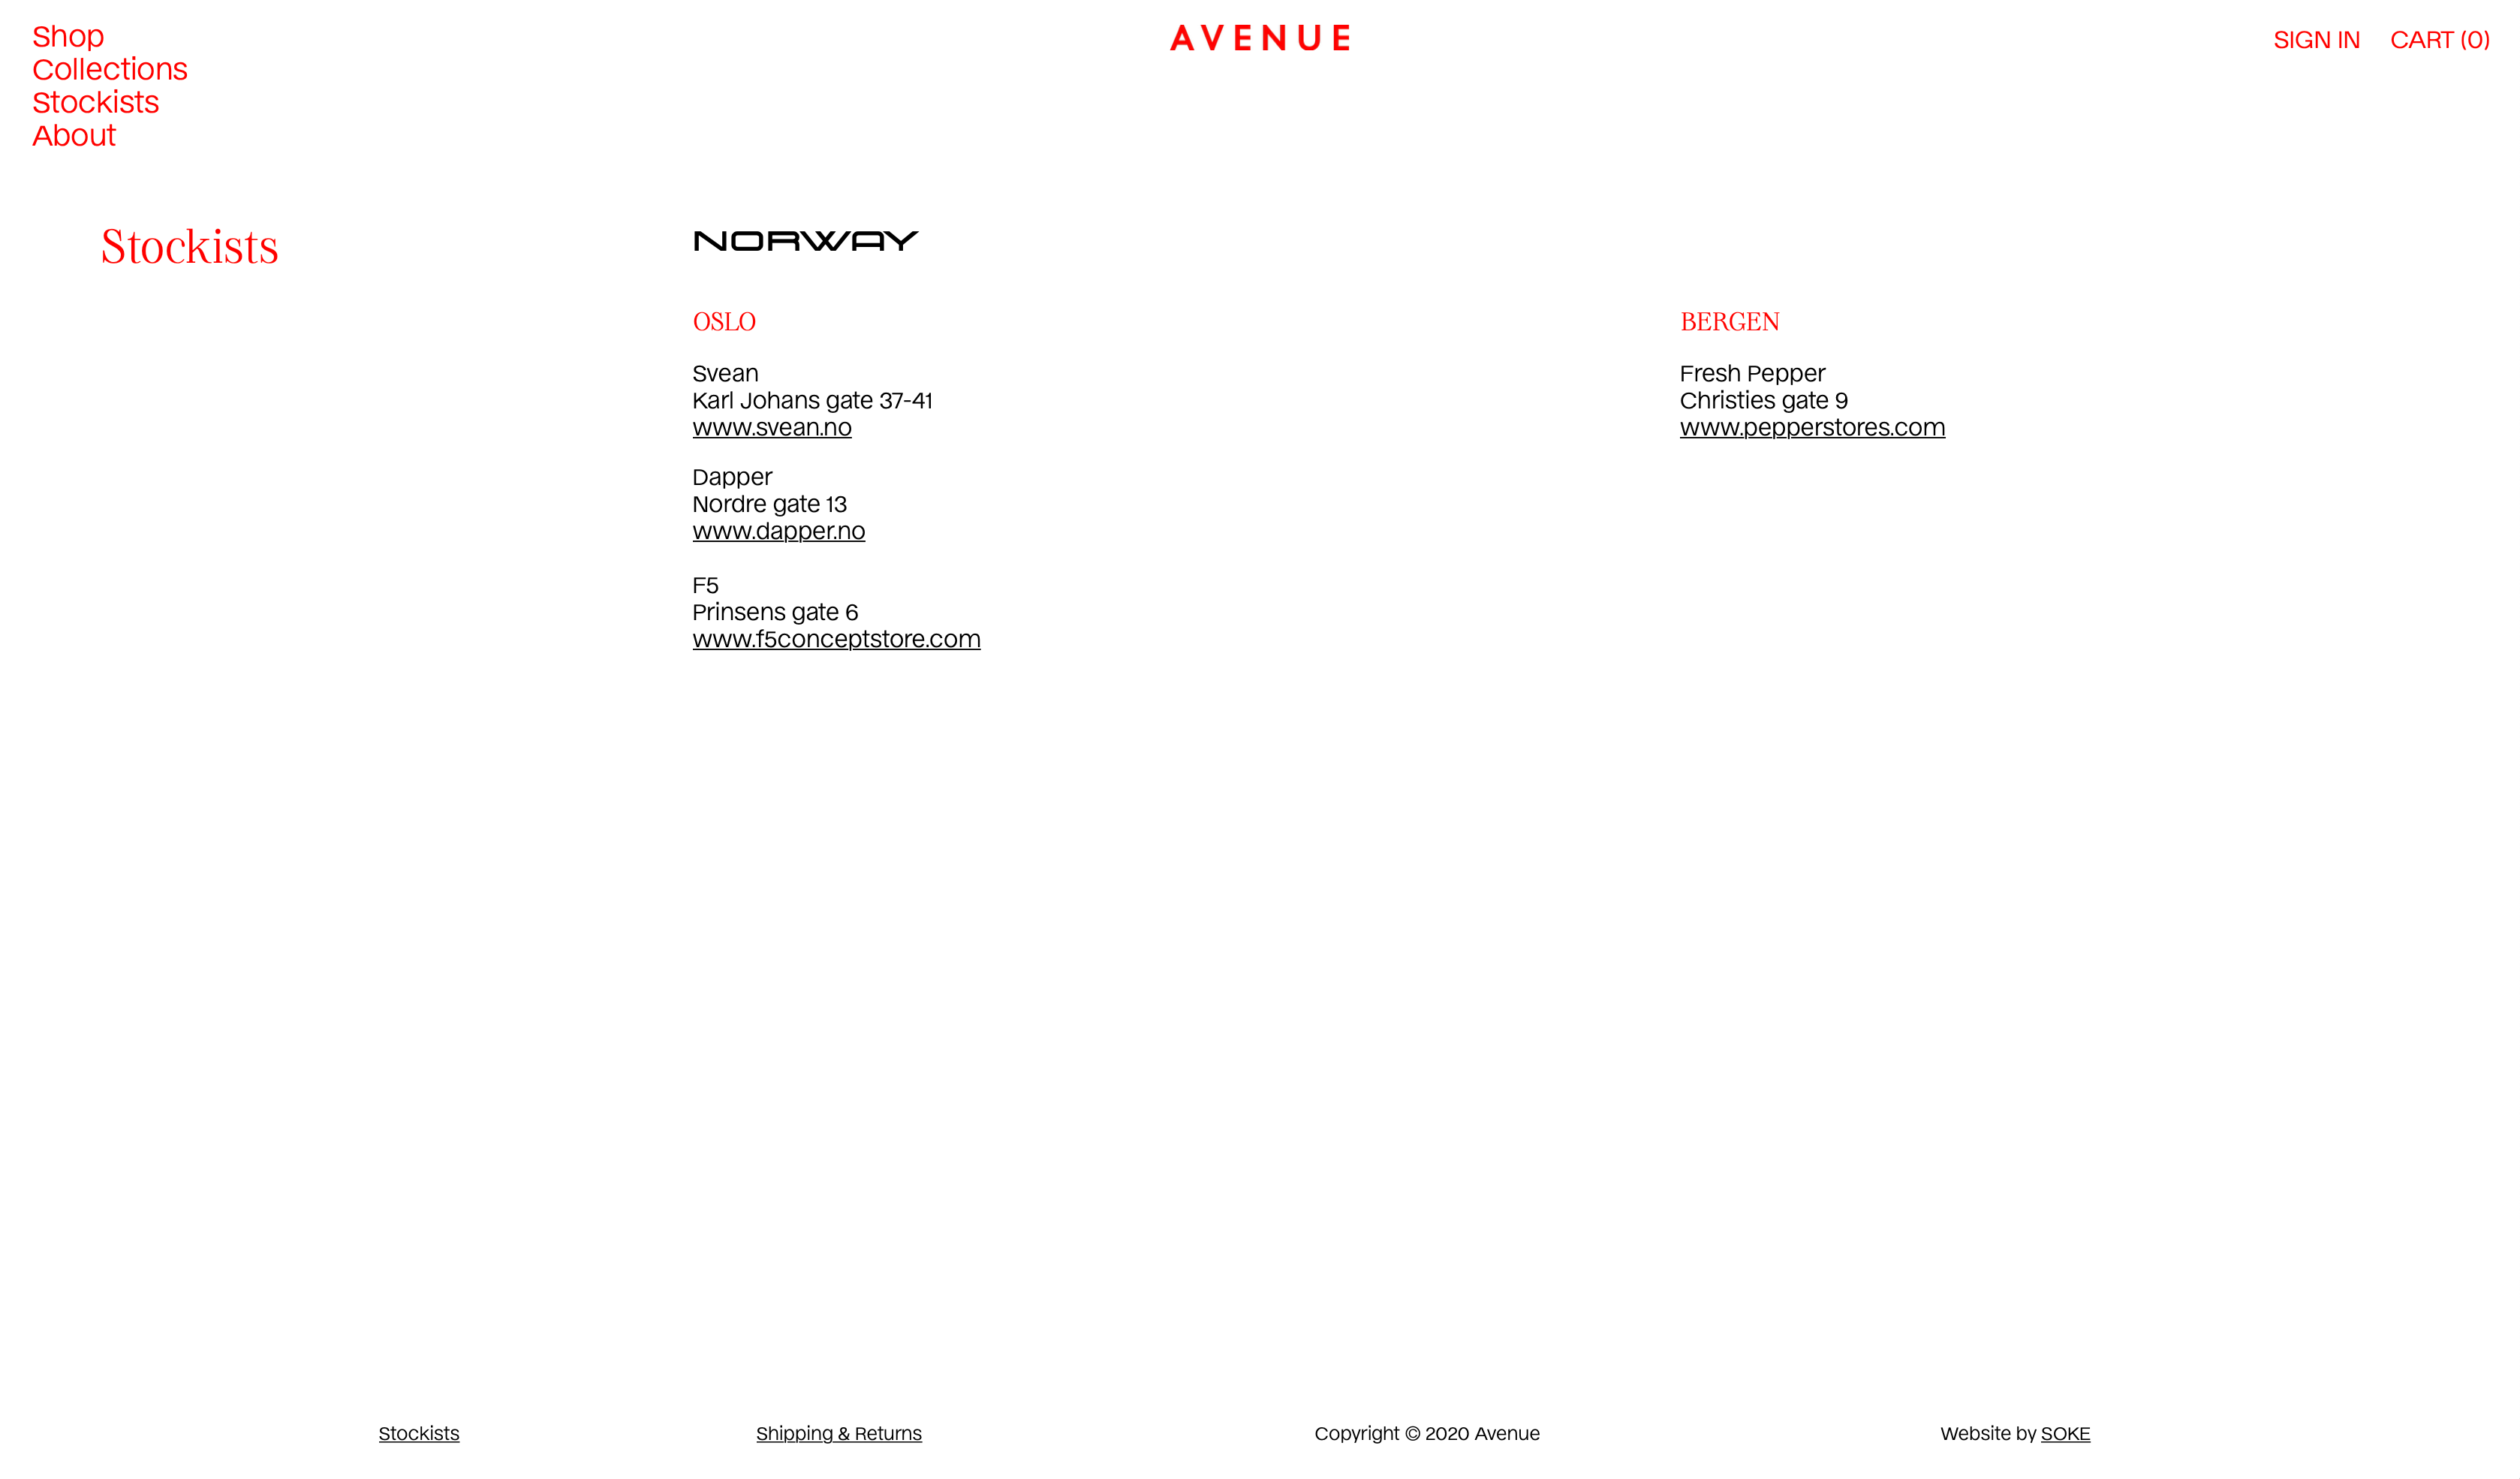 Shop
Collections
Stockists
About
AVENUE
SIGN IN
CART (0)
Stockists
NORWAY
OSLO
Svean
Karl Johans gate 37-41
www.svean.no
Dapper
Nordre gate 13
www.dapper.no
F5
Prinsens gate 6
www.f5conceptstore.com
BERGEN
Fresh Pepper
Christies gate 9
www.pepperstores.com
Stockists
Shipping & Returns
Copyright © 2020 Avenue
Website by SOKE